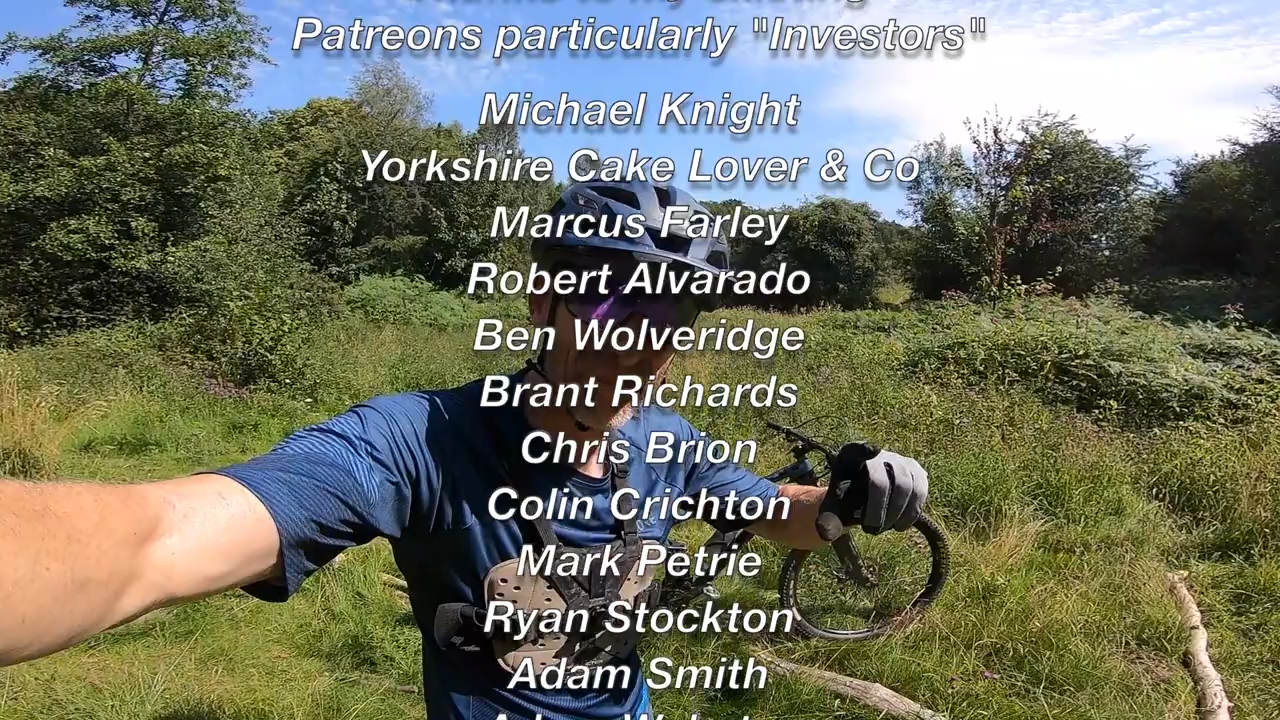 Patreons particularly "Investors"
Michael Knight
Yorkshire Cake Lover & Co
Marcus Farley
Robert Alvarado
Ben Wolveridge
Brant Richards
Chris Brion
Colin Crichton
Mark Petrie
Ryan Stockton
Adam Smith